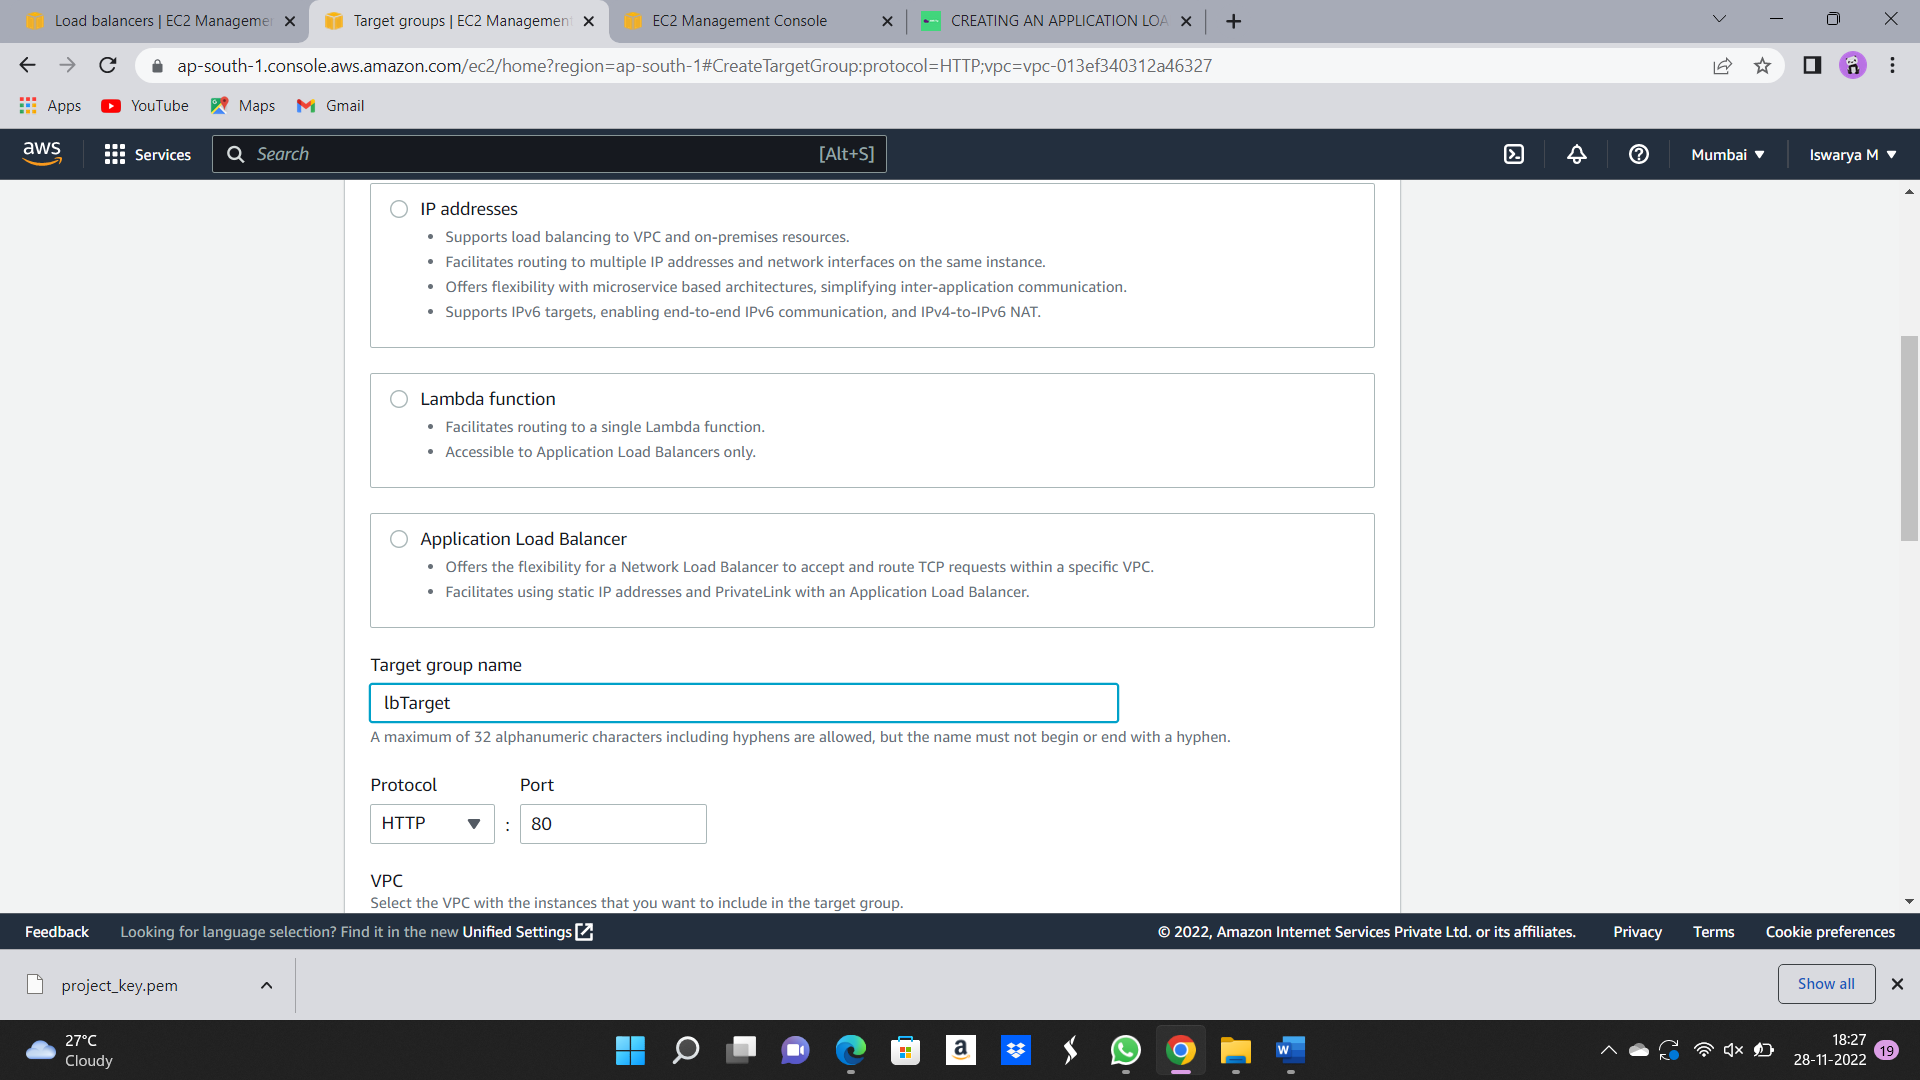 Load balancers | EC2 Manageme
Target groups | EC2 Management
EC2 Management Console
CREATING AN APPLICATION LOA
ap-south-1.console.aws.amazon.com/ec2/home?region=ap-south-1#CreateTargetGroup:protocol=HTTP;vpc=vpc-013ef340312a46327
Apps
YouTube
Maps
Gmail
aws
Services
Search
[Alt+S]
Mumbai
Iswarya M
IP addresses
Supports load balancing to VPC and on-premises resources.
Facilitates routing to multiple IP addresses and network interfaces on the same instance.
Offers flexibility with microservice based architectures, simplifying inter-application communication.
Supports IPv6 targets, enabling end-to-end IPv6 communication, and IPv4-to-IPv6 NAT.
Lambda function
Facilitates routing to a single Lambda function.
Accessible to Application Load Balancers only.
Application Load Balancer
Offers the flexibility for a Network Load Balancer to accept and route TCP requests within a specific VPC.
Facilitates using static IP addresses and PrivateLink with an Application Load Balancer.
Target group name
lbTarget
A maximum of 32 alphanumeric characters including hyphens are allowed, but the name must not begin or end with a hyphen.
Protocol
Port
HTTP
:
80
VPC
Select the VPC with the instances that you want to include in the target group.
Feedback
Looking for language selection? Find it in the new Unified Settings
© 2022, Amazon Internet Services Private Ltd. or its affiliates.
Privacy
Terms
Cookie preferences
project_key.pem
Show all
27°C
Cloudy
18:27
28-11-2022
19